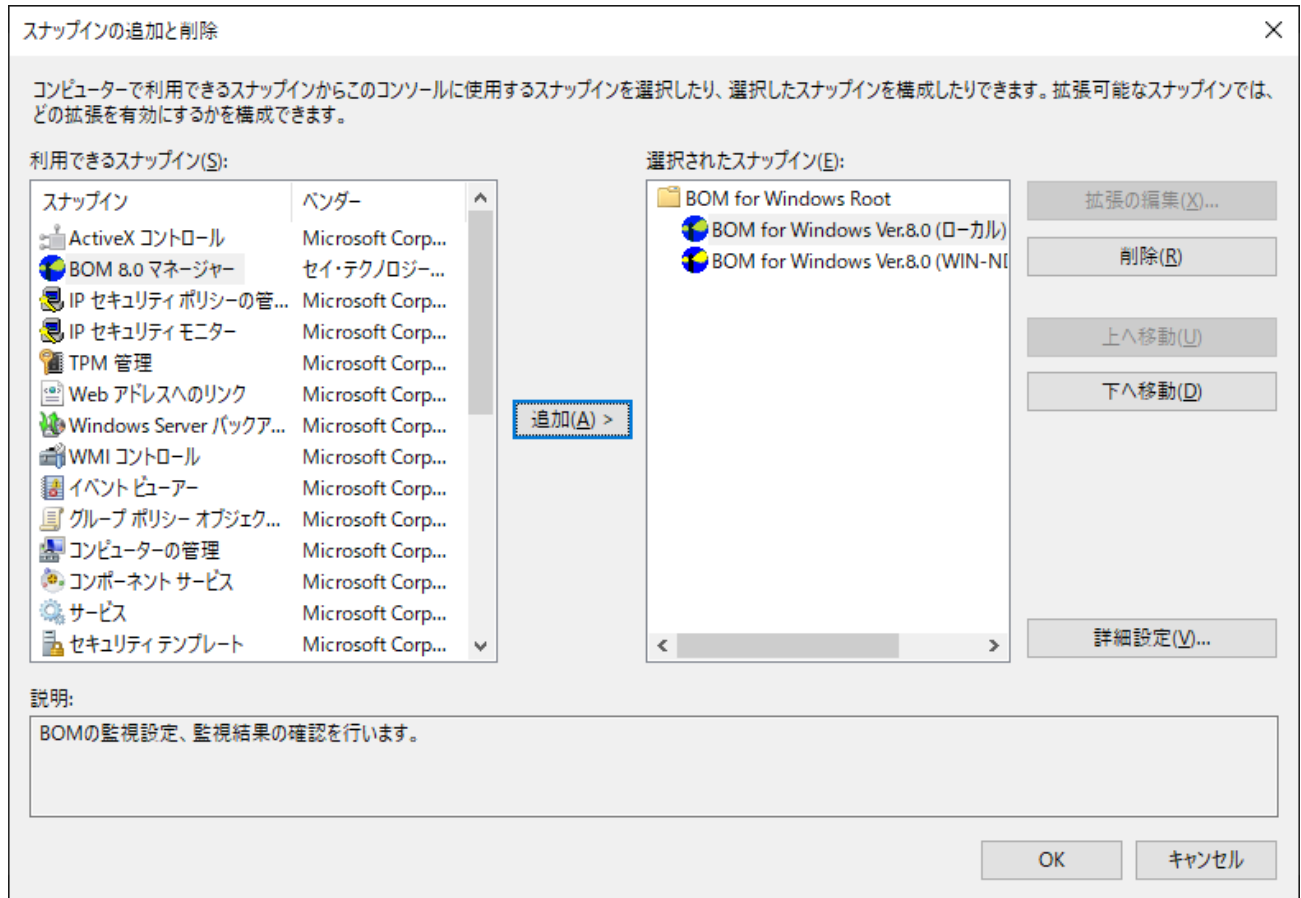 スナップインの追加と削除
コンピューターで利用できるスナップインからこのコンソールに使用するスナップインを選択したり、選択したスナップインを構成したりできます。拡張可能なスナップインでは、
どの拡張を有効にするかを構成できます。
利用できるスナップイン(S):
スナップイン ベンダー
ActiveX コントロール Microsoft Corp...
BOM 8.0 マネージャー セイ・テクノロジー...
IP セキュリティ ポリシーの管... Microsoft Corp...
IP セキュリティ モニター Microsoft Corp...
TPM 管理 Microsoft Corp...
Web アドレスへのリンク Microsoft Corp...
Windows Server バックア... Microsoft Corp...
WMI コントロール Microsoft Corp...
イベント ビューアー Microsoft Corp...
グループ ポリシー オブジェク... Microsoft Corp...
コンピューターの管理 Microsoft Corp...
コンポーネント サービス Microsoft Corp...
サービス Microsoft Corp...
セキュリティ テンプレート Microsoft Corp...
追加(A) >
選択されたスナップイン(E):
BOM for Windows Root
BOM for Windows Ver.8.0 (ローカル)
BOM for Windows Ver.8.0 (WIN-
拡張の編集(X)...
削除(R)
上へ移動(U)
下へ移動(D)
詳細設定(V)...
説明:
BOMの監視設定、監視結果の確認を行います。
OK
キャンセル